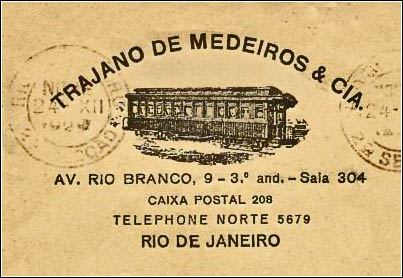 TRAJANO DE MEDEIROS & CIA.
AV. RIO BRANCO, 9 - 3.º and. - Sala 304
CAIXA POSTAL 208
TELEPHONE NORTE 5679
RIO DE JANEIRO